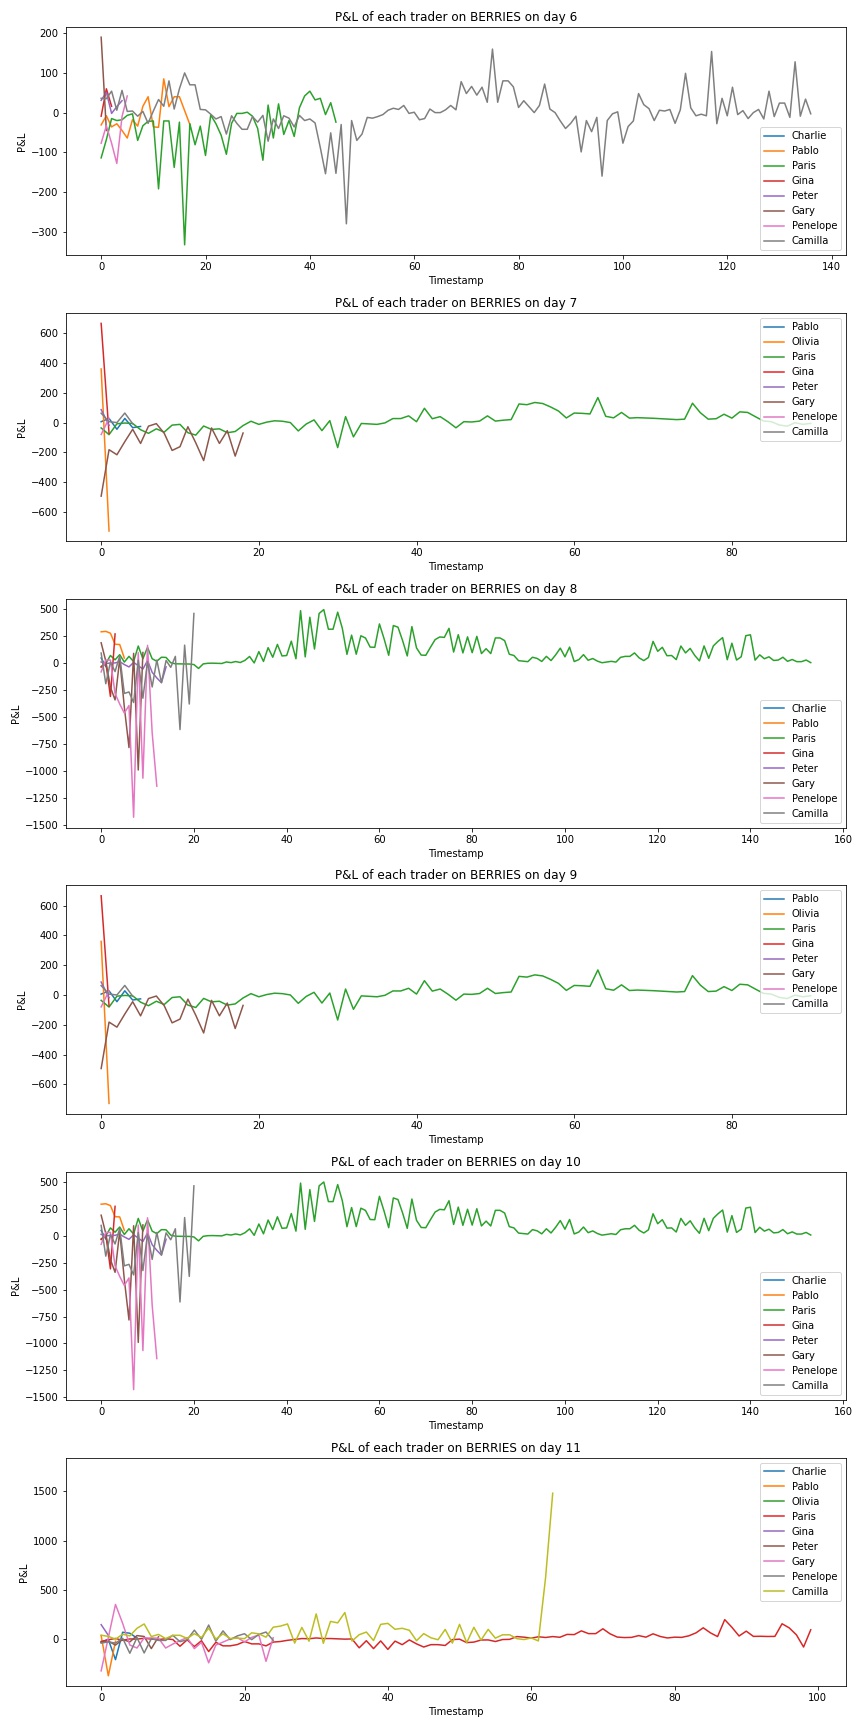 P&L of each trader on BERRIES on day 6
200
100
0
−100
−200
−300
P&L
0
20
40
60
80
100
120
140
Timestamp
Charlie
Pablo
Paris
Gina
Peter
Gary
Penelope
Camilla
P&L of each trader on BERRIES on day 7
600
400
200
0
−200
−400
−600
P&L
0
20
40
60
80
Timestamp
Pablo
Olivia
Paris
Gina
Peter
Gary
Penelope
Camilla
P&L of each trader on BERRIES on day 8
500
250
0
−250
−500
−750
−1000
−1250
−1500
P&L
0
20
40
60
80
100
120
140
160
Timestamp
Charlie
Pablo
Paris
Gina
Peter
Gary
Penelope
Camilla
P&L of each trader on BERRIES on day 9
600
400
200
0
−200
−400
−600
P&L
0
20
40
60
80
Timestamp
Pablo
Olivia
Paris
Gina
Peter
Gary
Penelope
Camilla
P&L of each trader on BERRIES on day 10
500
250
0
−250
−500
−750
−1000
−1250
−1500
P&L
0
20
40
60
80
100
120
140
160
Timestamp
Charlie
Pablo
Paris
Gina
Peter
Gary
Penelope
Camilla
P&L of each trader on BERRIES on day 11
1500
1000
500
0
P&L
0
20
40
60
80
100
Timestamp
Charlie
Pablo
Olivia
Paris
Gina
Peter
Gary
Penelope
Camilla